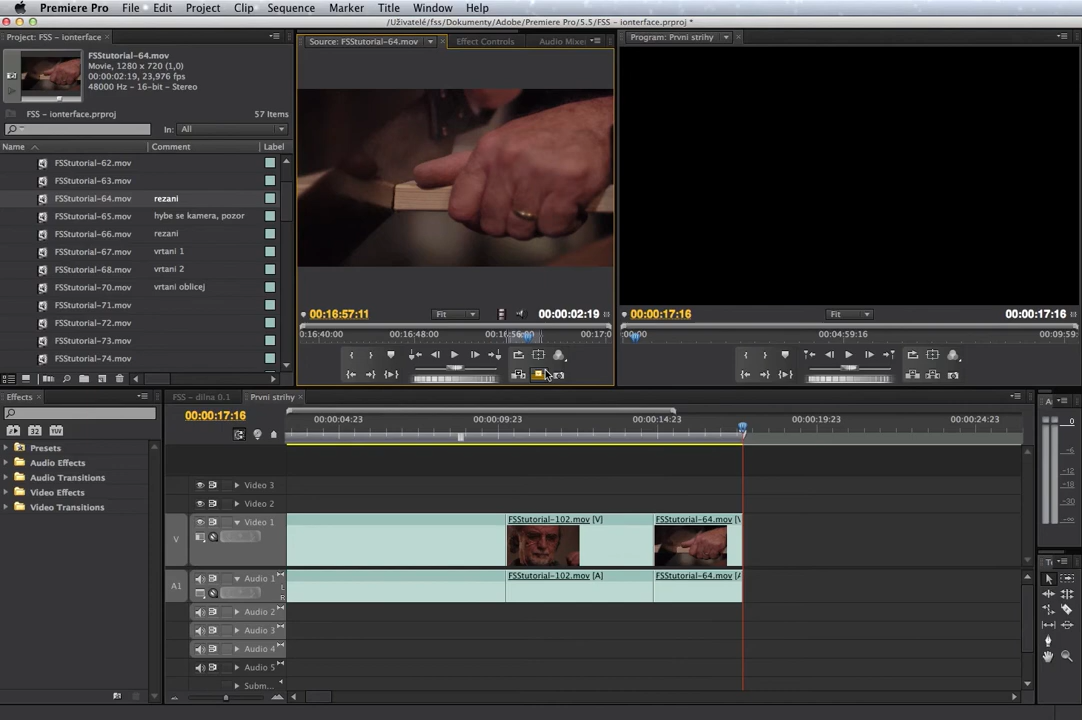 Premiere Pro File Edit Project Clip Sequence Marker Title Window Help
/Uživatelé/fss/Dokumenty/Adobe/Premiere Pro/5.5/FSS - ionterface.prproj *
Project: FSS - ionterface.prproj
FSStutorial-64.mov
Movie, 1280 x 720 (1,0)
00:00:02:19, 23,976 fps
48000 Hz - 16-bit - Stereo
FSS - ionterface.prproj 57 Items
In: All
Name Comment Label
FSStutorial-62.mov
FSStutorial-63.mov
FSStutorial-64.mov rezani
FSStutorial-65.mov hybe se kamera, pozor
FSStutorial-66.mov rezani
FSStutorial-67.mov vrtani 1
FSStutorial-68.mov vrtani 2
FSStutorial-70.mov vrtani oblicej
FSStutorial-71.mov
FSStutorial-72.mov
FSStutorial-73.mov
FSStutorial-74.mov
Source: FSStutorial-64.mov Effect Controls Audio Mixer
00:16:57:11 Fit 00:00:02:19
00:16:40:00 00:16:48:00 00:16:56:00 00:17:0
Program: Prvni strihy
00:00:17:16 Fit 00:00:17:16
00:00 00:04:59:16 00:09:59:
Effects
Presets
Audio Effects
Audio Transitions
Video Effects
Video Transitions
FSS - dilna 0.1 Prvni strihy
00:00:17:16
00:00:04:23 00:00:09:23 00:00:14:23 00:00:19:23 00:00:24:23
Video 3
Video 2
V Video 1
FSStutorial-102.mov [V] FSStutorial-64.mov [V
A1 Audio 1
L
R
FSStutorial-102.mov [A] FSStutorial-64.mov [A
Audio 2
Audio 3
Audio 4
Audio 5
Subm...
A
0
-6
-12
-18
-30